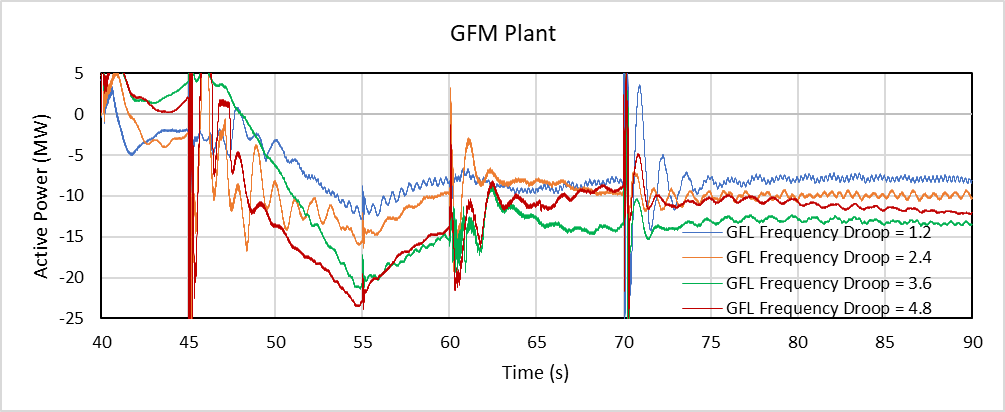 GFM Plant
Active Power (MW)
5
0
-5
-10
-15
-20
-25
GFL Frequency Droop = 1.2
GFL Frequency Droop = 2.4
GFL Frequency Droop = 3.6
GFL Frequency Droop = 4.8
40 45 50 55 60 65 70 75 80 85 90
Time (s)